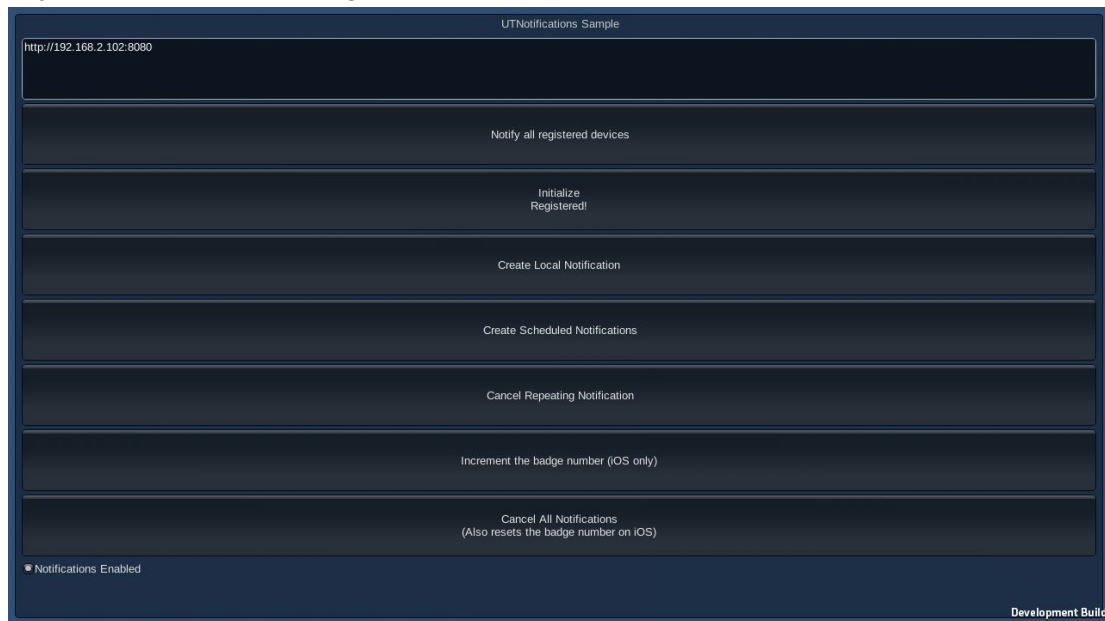 UTNotifications Sample
http://192.168.2.102:8080
Notify all registered devices
Initialize
Registered!
Create Local Notification
Create Scheduled Notifications
Cancel Repeating Notification
Increment the badge number (iOS only)
Cancel All Notifications
(Also resets the badge number on iOS)
Notifications Enabled
Development Build